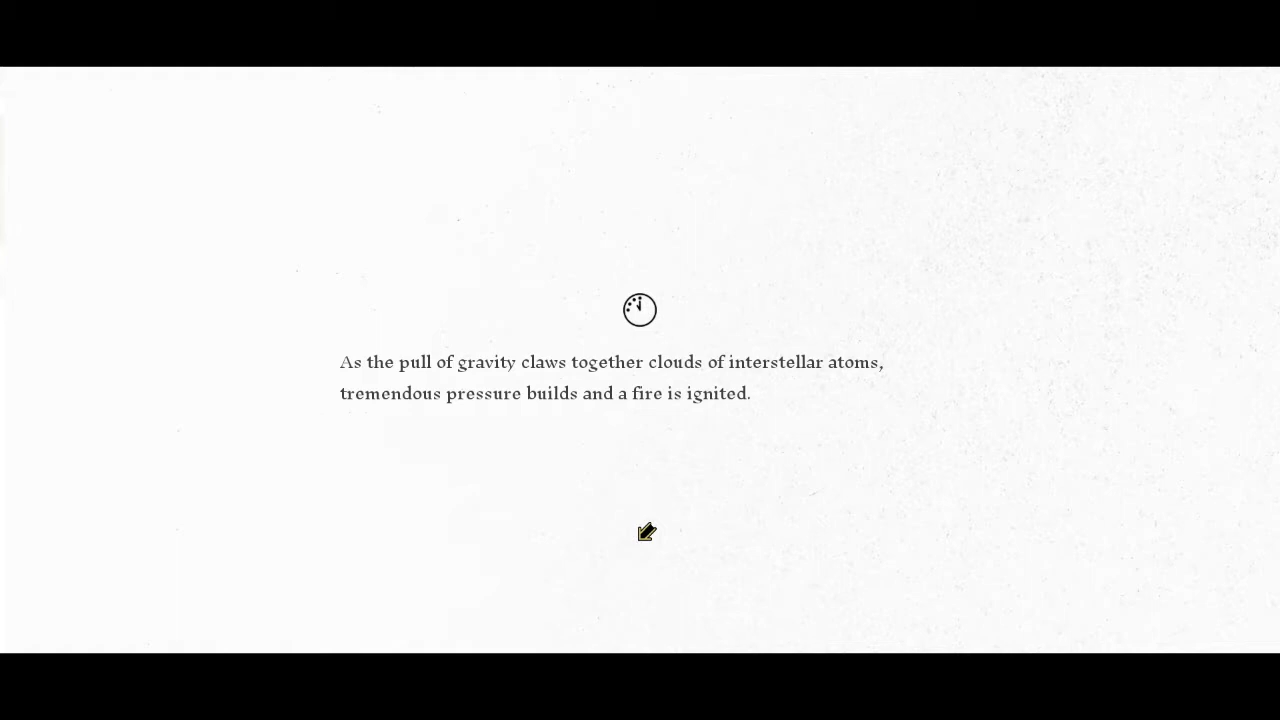 As the pull of gravity claws together clouds of interstellar atoms,
tremendous pressure builds and a fire is ignited.